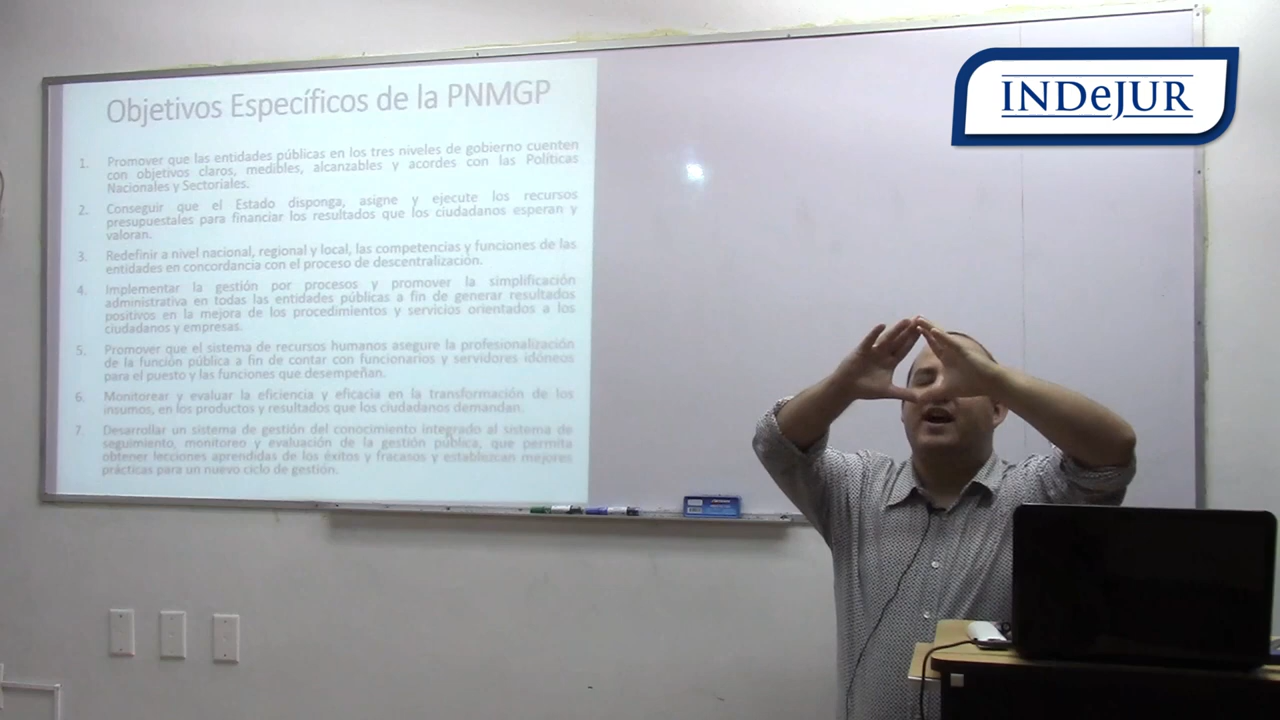 Objetivos Específicos de la PNMGP
INDeJUR
1. Promover que las entidades públicas en los tres niveles de gobierno cuenten
con objetivos claros, medibles, alcanzables y acordes con las Políticas
Nacionales y Sectoriales.
2. Conseguir que el Estado disponga, asigne y ejecute los recursos
presupuestales para financiar los resultados que los ciudadanos esperan y
valoran.
3. Redefinir a nivel nacional, regional y local, las competencias y funciones de las
entidades en concordancia con el proceso de descentralización.
4. Implementar la gestión por procesos y promover la simplificación
administrativa en todas las entidades públicas a fin de generar resultados
positivos en la mejora de los procedimientos y servicios orientados a los
ciudadanos y empresas.
5. Promover que el sistema de recursos humanos asegure la profesionalización
de la función pública a fin de contar con funcionarios y servidores idóneos
para el puesto y las funciones que desempeñan.
6. Monitorear y evaluar la eficiencia y eficacia en la transformación de los
insumos, en los productos y resultados que los ciudadanos demandan.
7. Desarrollar un sistema de gestión del conocimiento integrado al sistema de
seguimiento, monitoreo y evaluación de la gestión pública, que permita
obtener lecciones aprendidas de los éxitos y fracasos y establezcan mejores
prácticas para un nuevo ciclo de gestión.